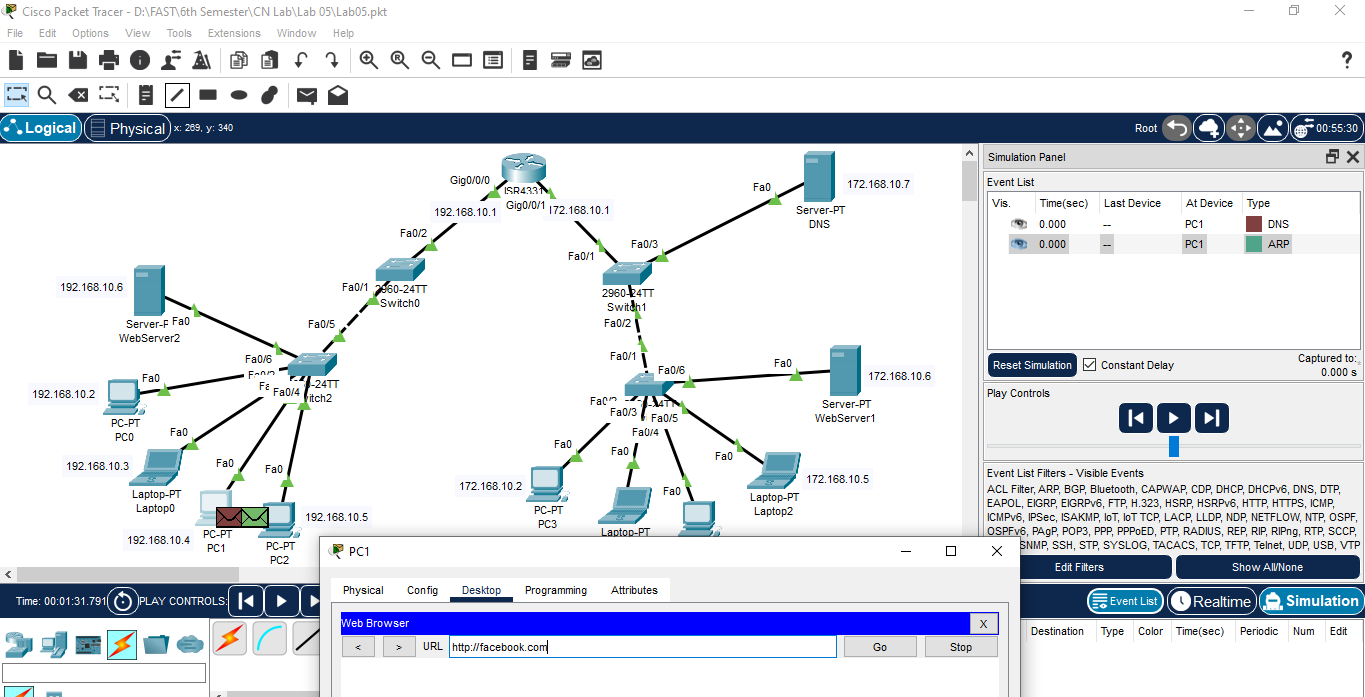 Cisco Packet Tracer - D:\FAST\6th Semester\CN Lab\Lab 05\Lab05.pkt
File Edit Options View Tools Extensions Window Help
?
Logical Physical x: 269, y: 340 Root 00:55:30
Gig0/0/0
ISR4331
Gig0/0/1
192.168.10.1
172.168.10.1
Fa0
172.168.10.7
Server-PT
DNS
Fa0/2
Fa0/1
Fa0/3
Fa0/1
2960-24TT
Switch0
2960-24TT
Switch1
Fa0/2
192.168.10.6
Fa0
WebServer2
Fa0/5
Fa0/6
Fa0/4
192.168.10.2
Fa0
PC-PT
PC0
Fa0
192.168.10.3
Laptop-PT
Laptop0
Fa0
Fa0
192.168.10.4
PC-PT
PC1
192.168.10.5
PC-PT
PC2
Fa0/1
Fa0/6
Fa0
172.168.10.6
Server-PT
WebServer1
Fa0/3
Fa0/5
Fa0/4
Fa0
172.168.10.2
PC-PT
PC3
Fa0
Laptop-PT
Fa0
Fa0
172.168.10.5
Laptop-PT
Laptop2
Simulation Panel
Event List
Vis. Time(sec) Last Device At Device Type
0.000 -- PC1 DNS
0.000 -- PC1 ARP
Reset Simulation Constant Delay Captured to:
0.000 s
Play Controls
Event List Filters - Visible Events
ACL Filter, ARP, BGP, Bluetooth, CAPWAP, CDP, DHCP, DHCPv6, DNS, DTP,
EAPOL, EIGRP, EIGRPv6, FTP, H.323, HSRP, HSRPv6, HTTP, HTTPS, ICMP,
ICMPv6, IPSec, ISAKMP, IoT, IoT TCP, LACP, LLDP, NDP, NETFLOW, NTP, OSPF,
OSPFv6, PAgP, POP3, PPP, PPPoED, PTP, RADIUS, REP, RIP, RIPng, RTP, SCCP,
SNMP, SSH, STP, SYSLOG, TACACS, TCP, TFTP, Telnet, UDP, USB, VTP
Edit Filters Show All/None
Time: 00:01:31.791 PLAY CONTROLS: Event List Realtime Simulation
Destination Type Color Time(sec) Periodic Num Edit
PC1
Physical Config Desktop Programming Attributes
Web Browser X
< > URL http://facebook.com Go Stop